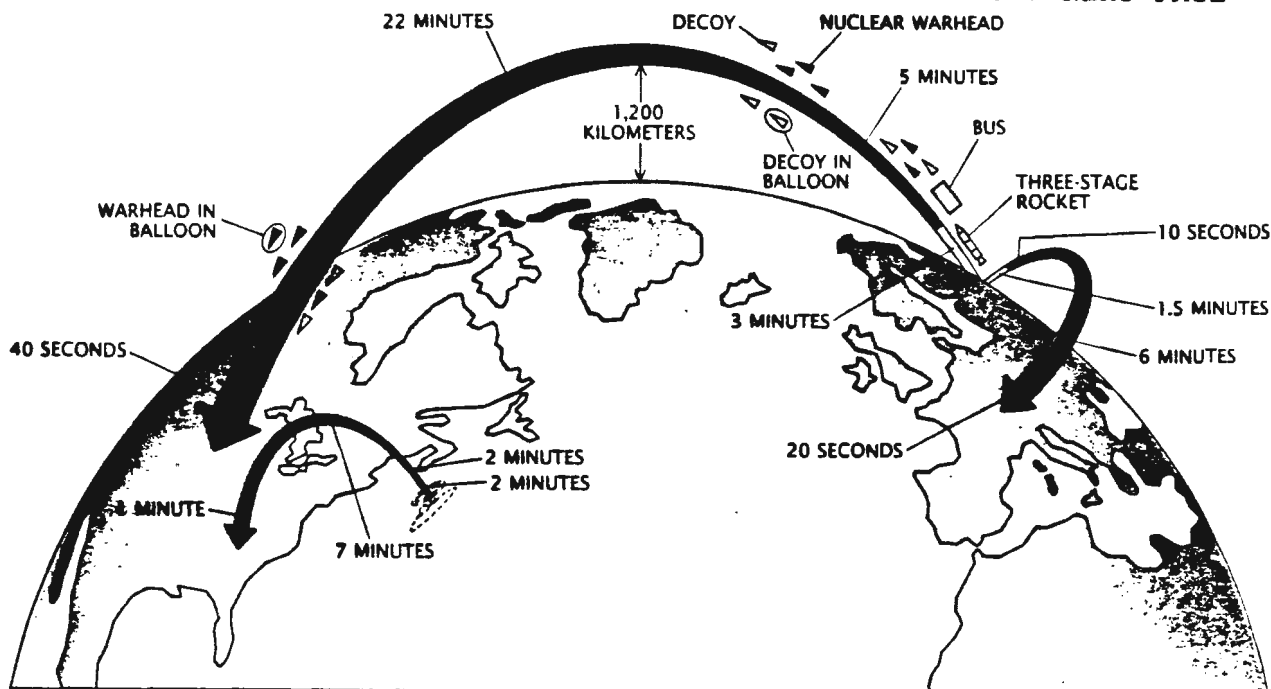 22 MINUTES
DECOY
NUCLEAR WARHEAD
5 MINUTES
1,200
KILOMETERS
BUS
DECOY IN
BALLOON
THREE-STAGE
ROCKET
WARHEAD IN
BALLOON
10 SECONDS
3 MINUTES
1.5 MINUTES
40 SECONDS
6 MINUTES
20 SECONDS
2 MINUTES
2 MINUTES
1 MINUTE
7 MINUTES